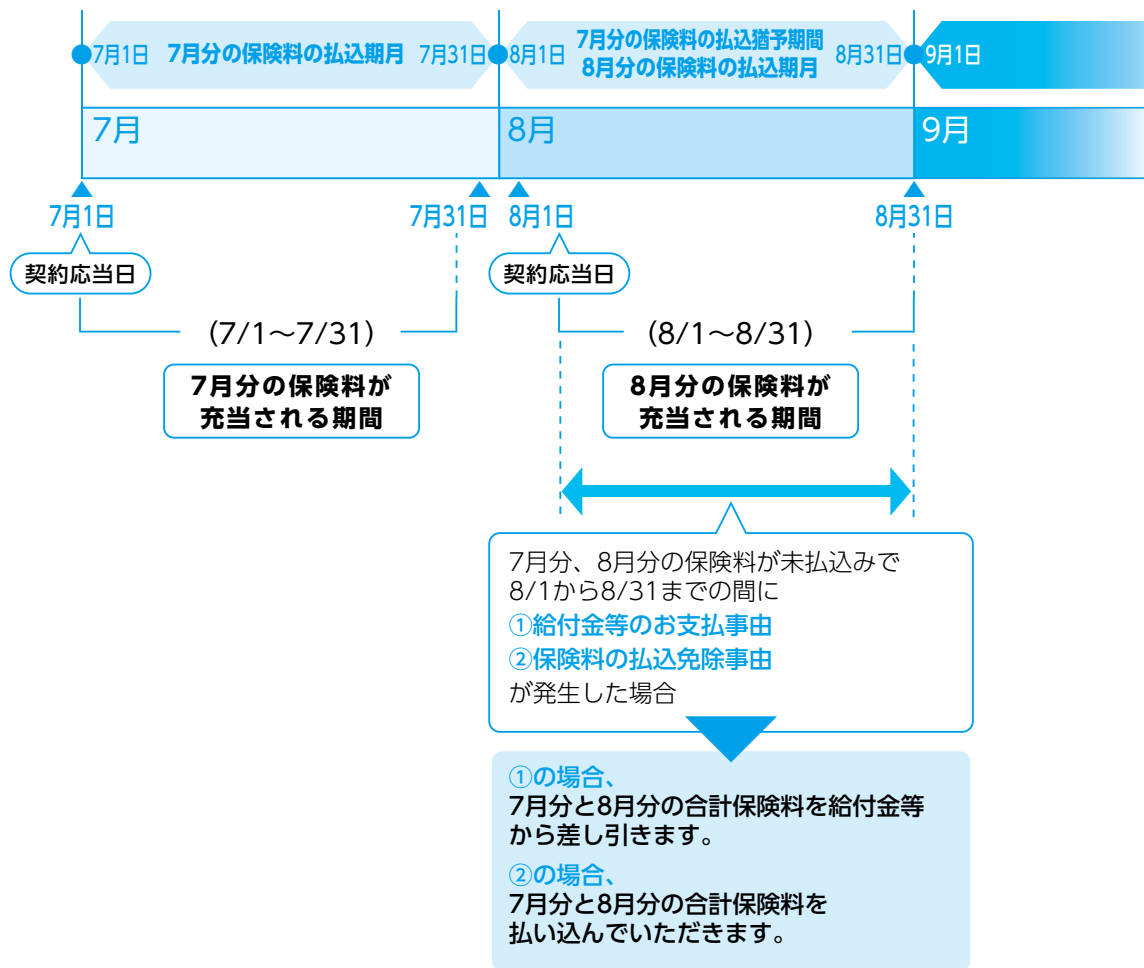 7月1日 7月分の保険料の払込期月 7月31日
8月1日 7月分の保険料の払込猶予期間
8月分の保険料の払込期月 8月31日
9月1日
7月 8月 9月
7月1日 7月31日 8月1日 8月31日
契約応当日 契約応当日
(7/1〜7/31) (8/1〜8/31)
7月分の保険料が
充当される期間
8月分の保険料が
充当される期間
7月分、8月分の保険料が未払込みで
8/1から8/31までの間に
①給付金等のお支払事由
②保険料の払込免除事由
が発生した場合
①の場合、
7月分と8月分の合計保険料を給付金等
から差し引きます。
②の場合、
7月分と8月分の合計保険料を
払い込んでいただきます。